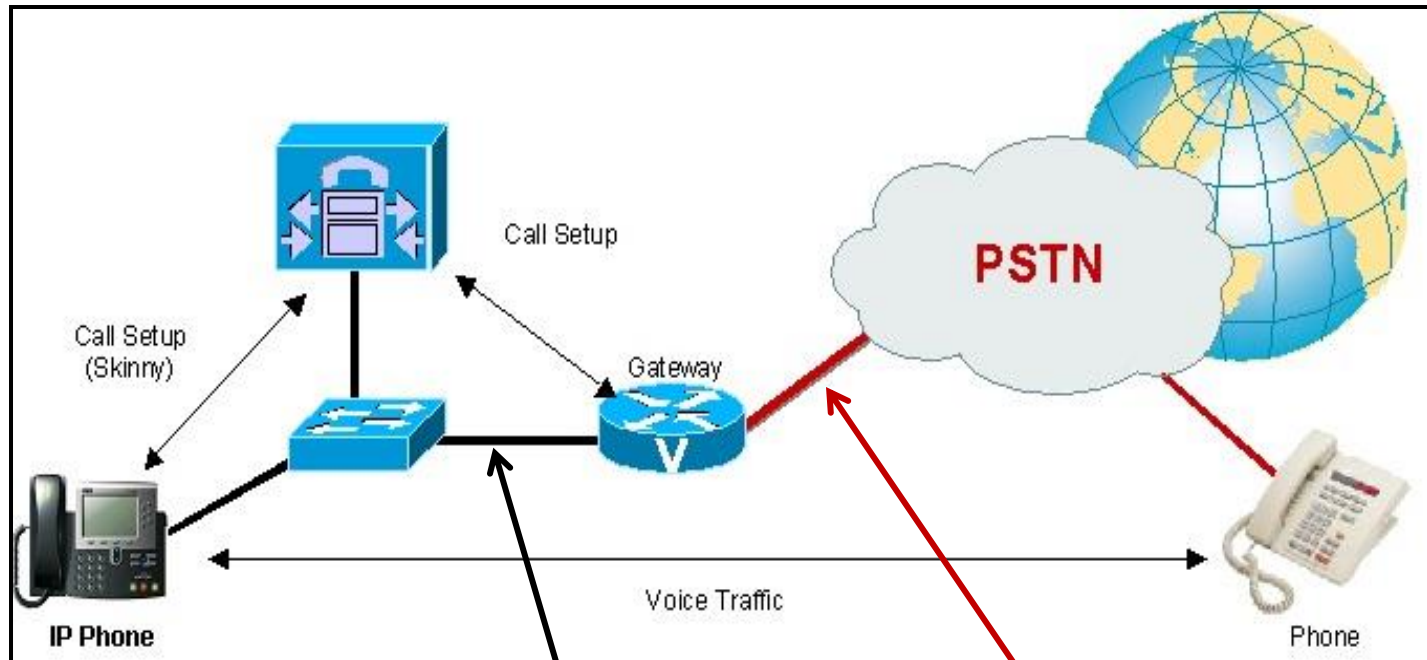 Call Setup
PSTN
Call Setup
(Skinny)
Gateway
V
Voice Traffic
IP Phone
Phone